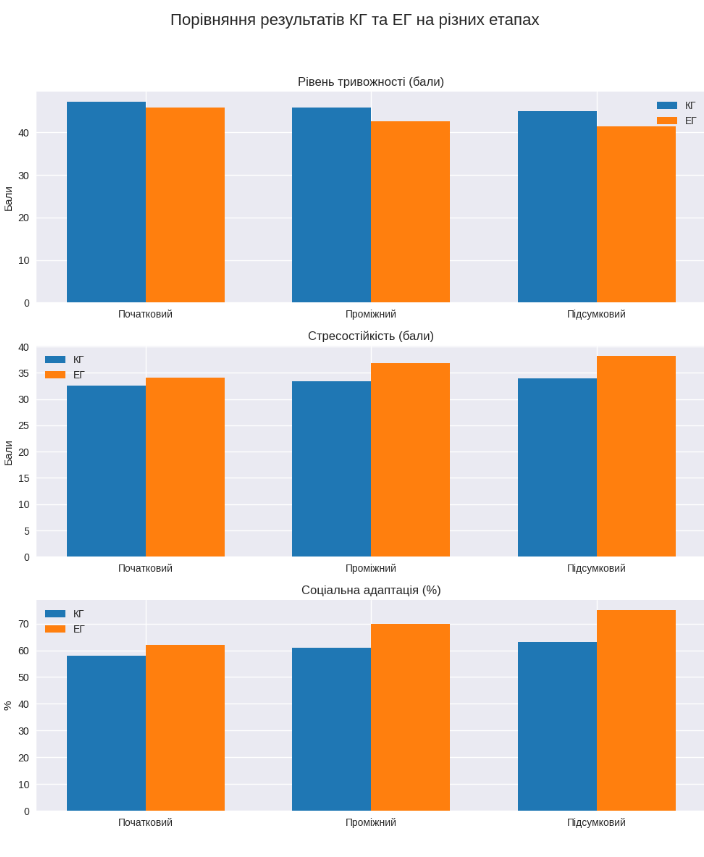 Порівняння результатів КГ та ЕГ на різних етапах
Рівень тривожності (бали)
КГ
ЕГ
Бали
40
30
20
10
0
Початковий
Проміжний
Підсумковий
Стресостійкість (бали)
КГ
ЕГ
Бали
40
35
30
25
20
15
10
5
0
Початковий
Проміжний
Підсумковий
Соціальна адаптація (%)
КГ
ЕГ
%
70
60
50
40
30
20
10
0
Початковий
Проміжний
Підсумковий